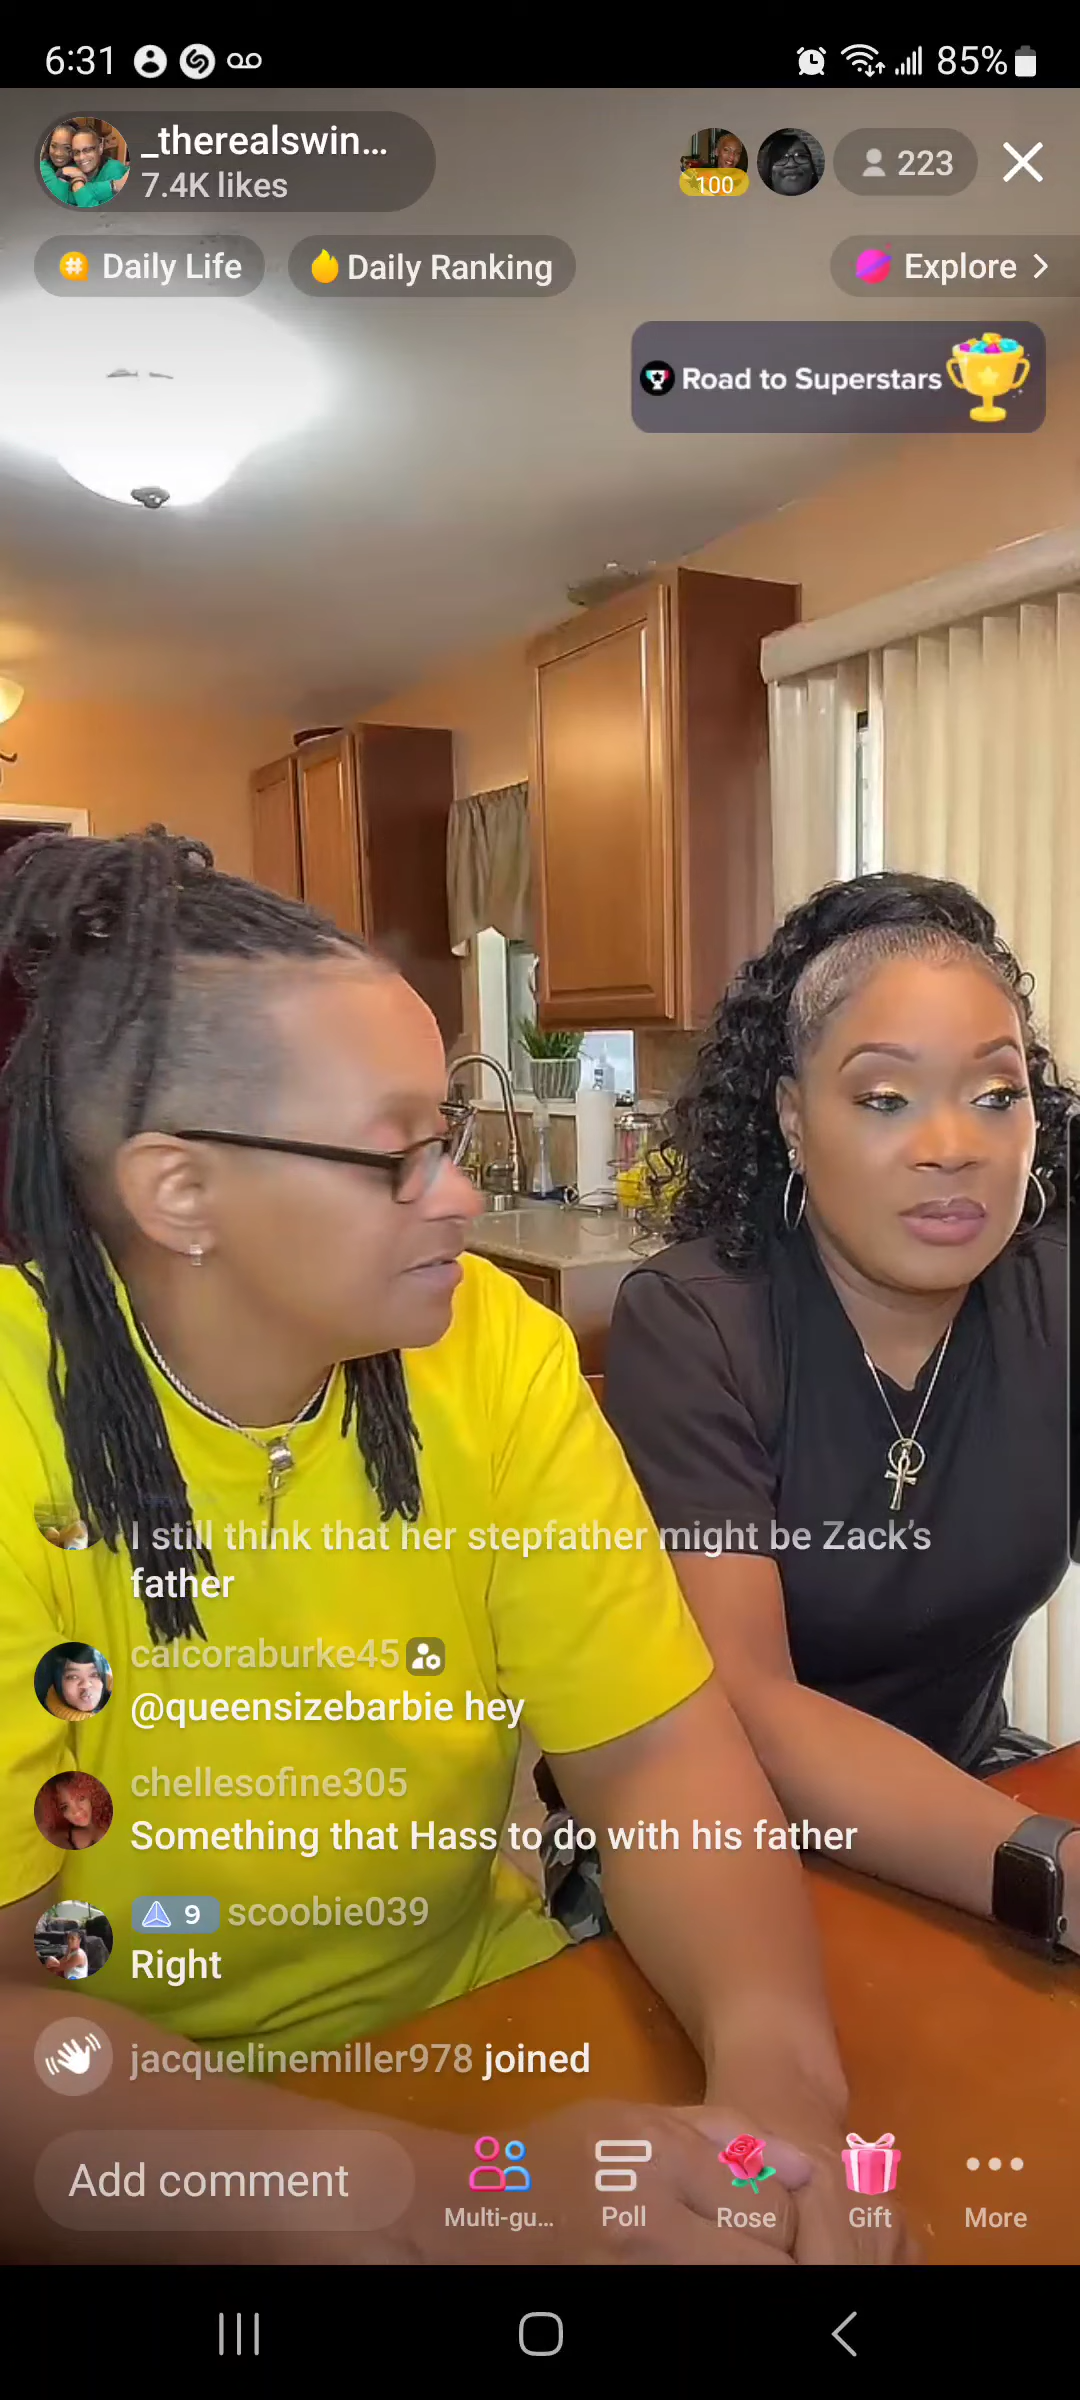 6:31
85%
_therealswin...
7.4K likes
100
223
Daily Life
Daily Ranking
Explore >
Road to Superstars
I still think that her stepfather might be Zack's
father
calcoraburke45
@queensizebarbie hey
chellesofine305
Something that Hass to do with his father
9 scoobie039
Right
jacquelinemiller978 joined
Add comment
Multi-gu...
Poll
Rose
Gift
More